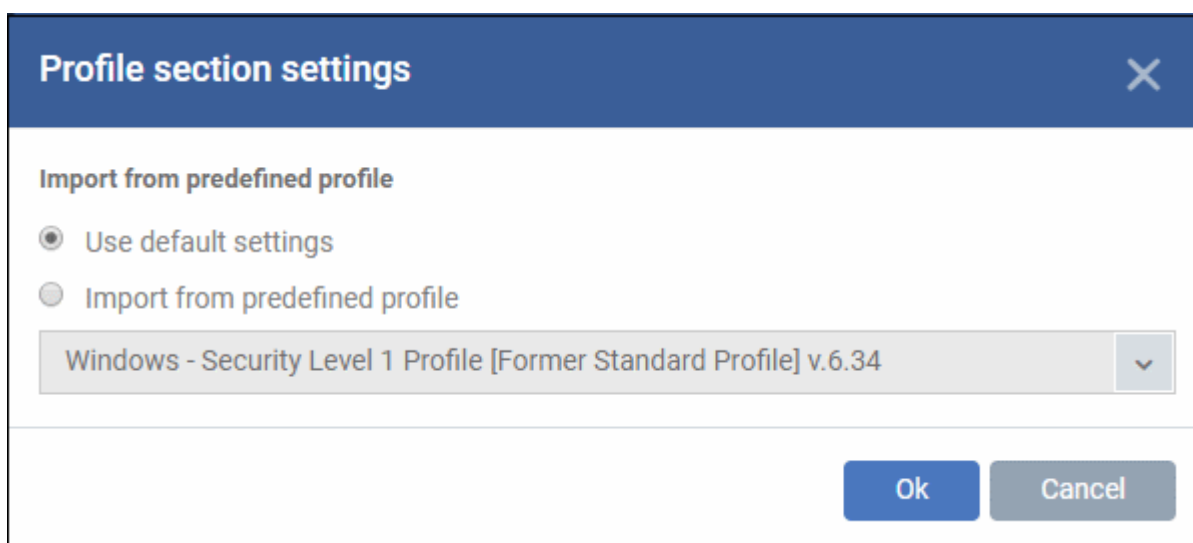 Profile section settings
Import from predefined profile
Use default settings
Import from predefined profile
Windows - Security Level 1 Profile [Former Standard Profile] v.6.34
Ok
Cancel